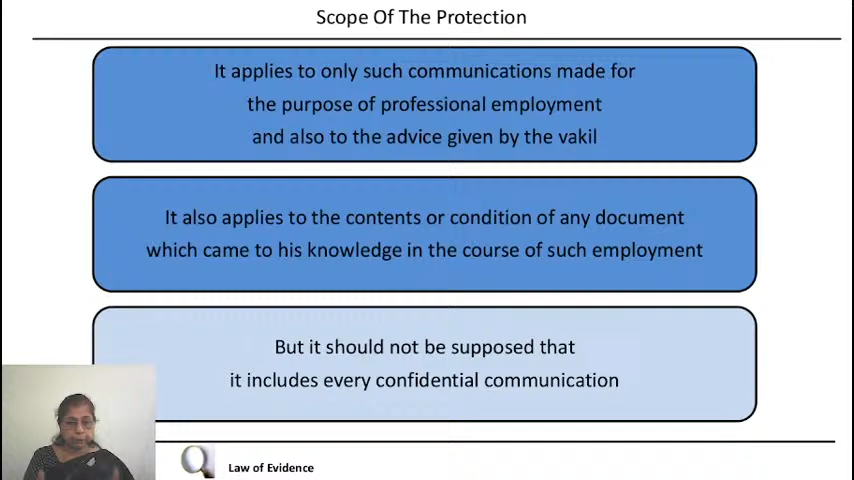 Scope Of The Protection
It applies to only such communications made for
the purpose of professional employment
and also to the advice given by the vakil
It also applies to the contents or condition of any document
which came to his knowledge in the course of such employment
But it should not be supposed that
it includes every confidential communication
Law of Evidence